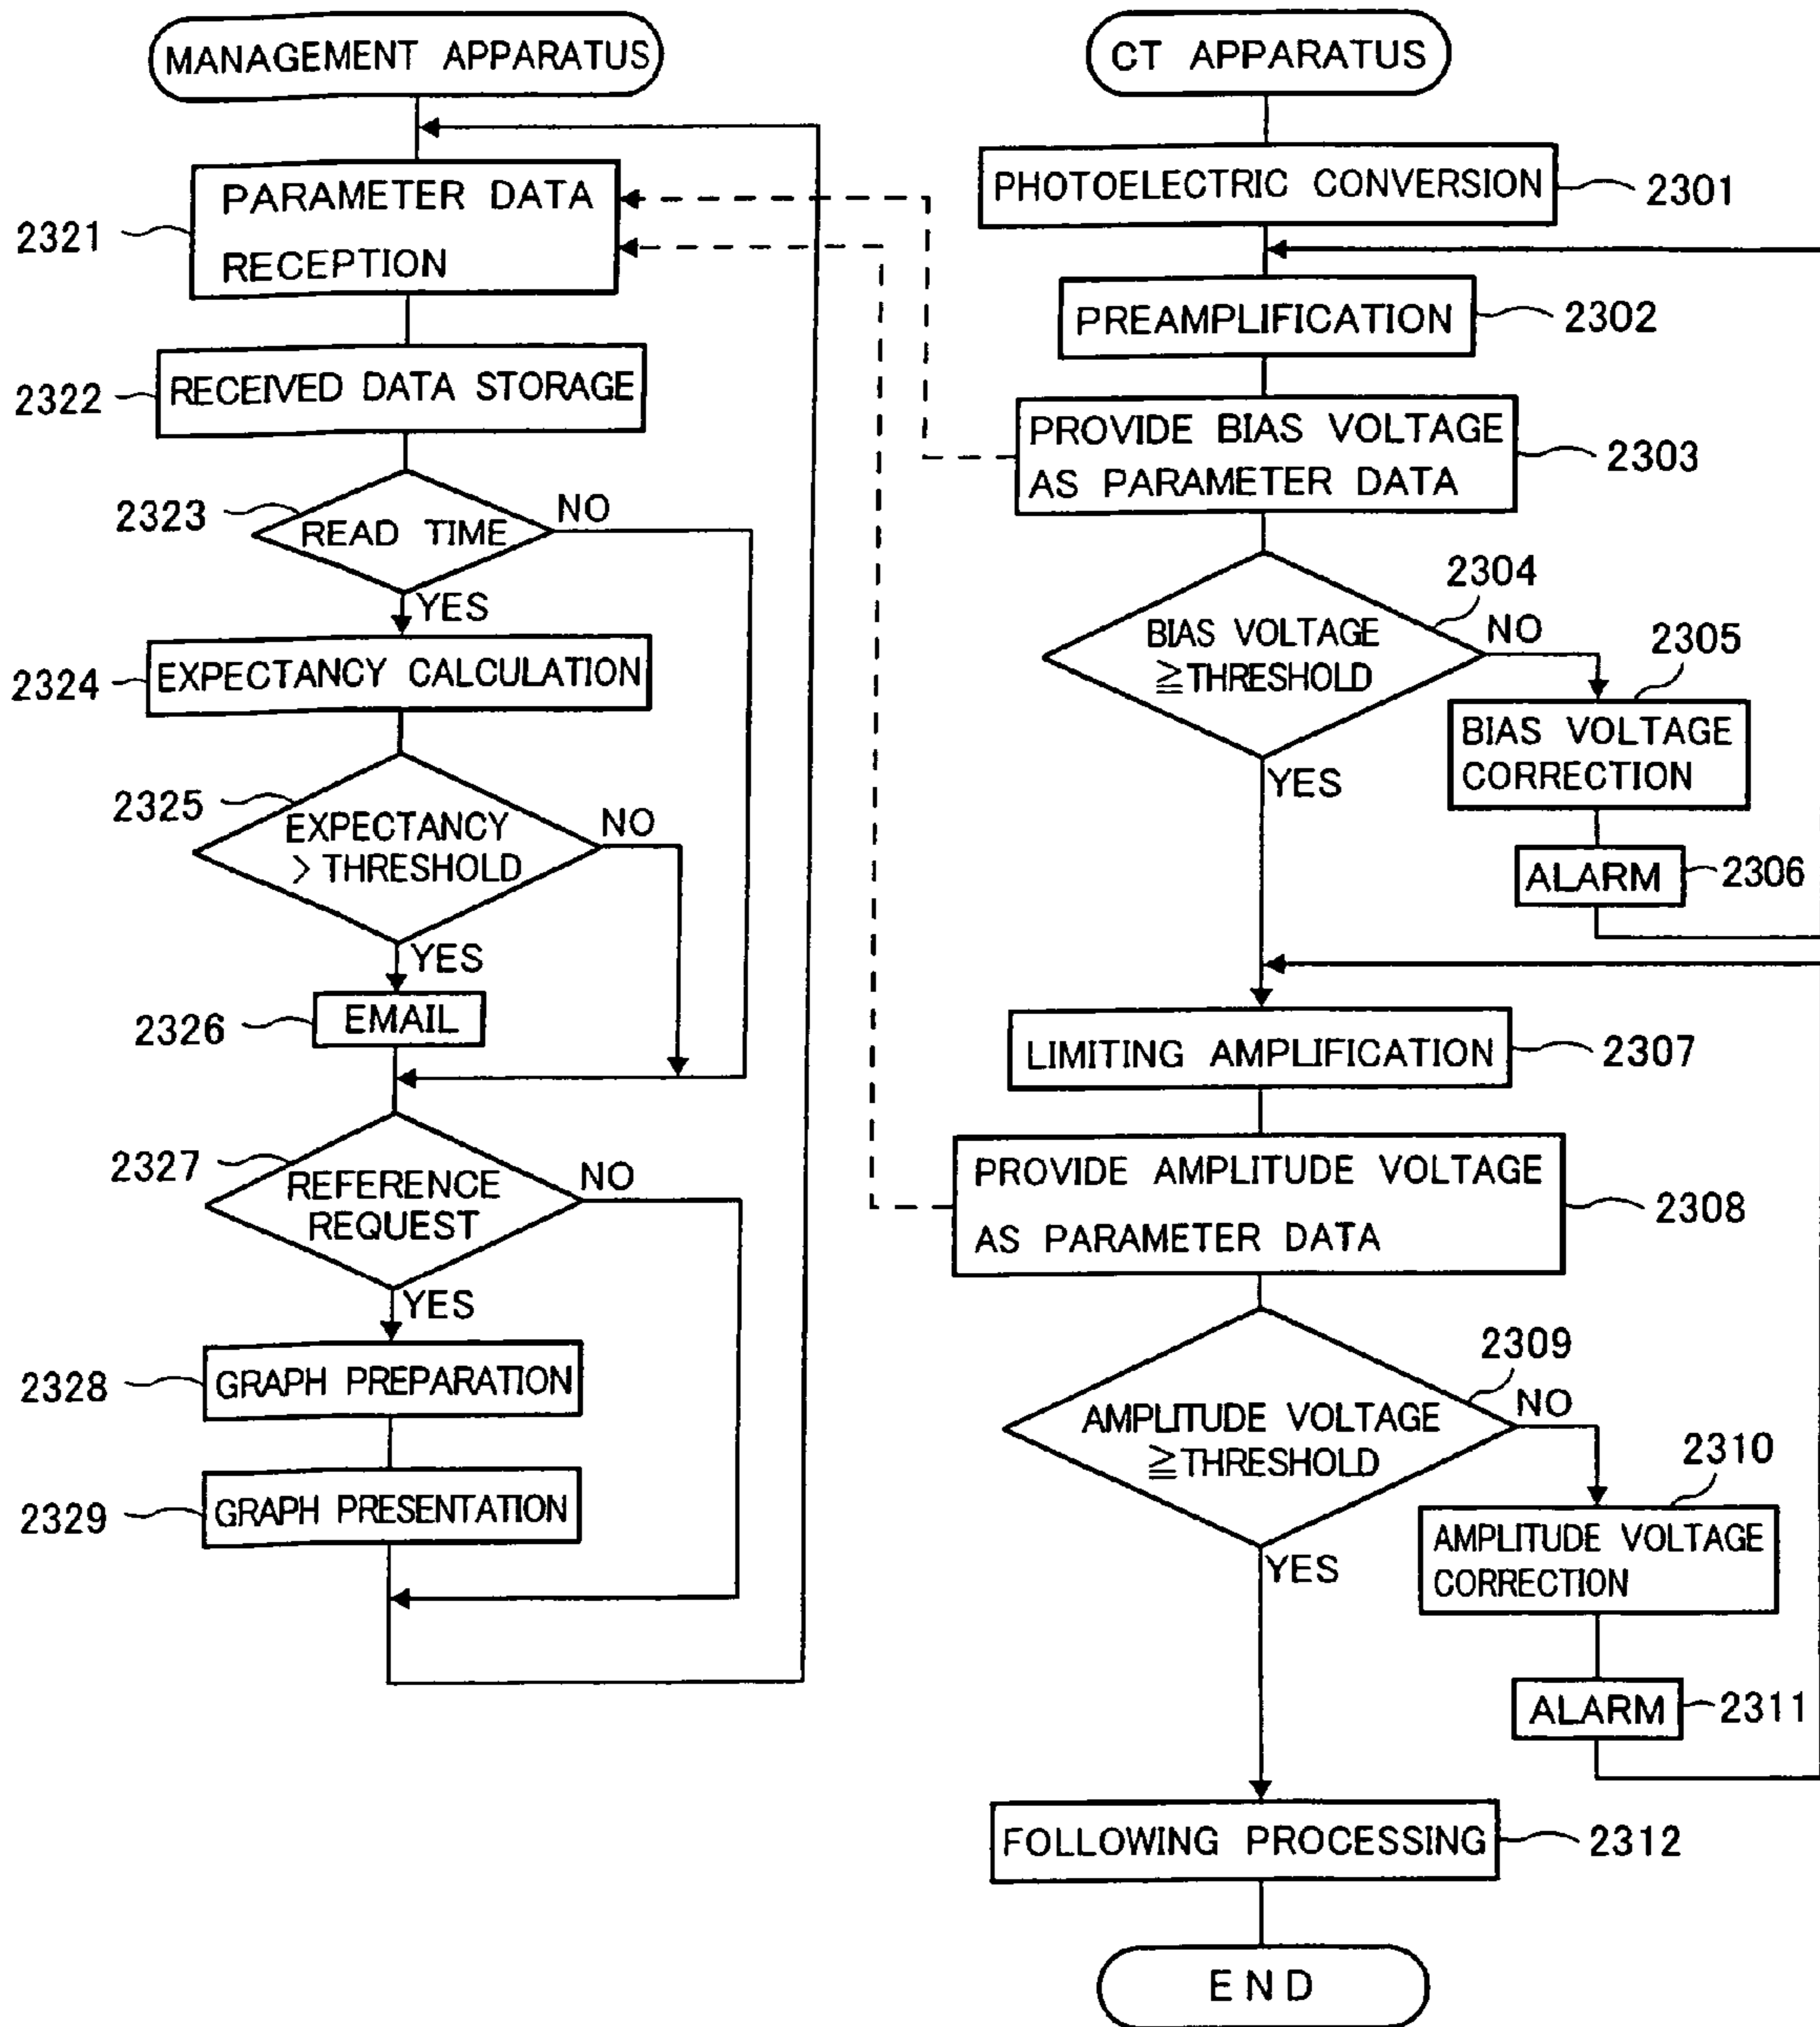 MANAGEMENT APPARATUS
2321
PARAMETER DATA
RECEPTION
2322
RECEIVED DATA STORAGE
2323
READ TIME
NO
YES
2324
EXPECTANCY CALCULATION
2325
EXPECTANCY
> THRESHOLD
NO
YES
2326
EMAIL
2327
REFERENCE
REQUEST
NO
YES
2328
GRAPH PREPARATION
2329
GRAPH PRESENTATION
CT APPARATUS
PHOTOELECTRIC CONVERSION
2301
PREAMPLIFICATION
2302
PROVIDE BIAS VOLTAGE
AS PARAMETER DATA
2303
2304
BIAS VOLTAGE
≧THRESHOLD
NO
YES
2305
BIAS VOLTAGE
CORRECTION
ALARM
2306
LIMITING AMPLIFICATION
2307
PROVIDE AMPLITUDE VOLTAGE
AS PARAMETER DATA
2308
2309
AMPLITUDE VOLTAGE
≧THRESHOLD
NO
YES
2310
AMPLITUDE VOLTAGE
CORRECTION
ALARM
2311
FOLLOWING PROCESSING
2312
END